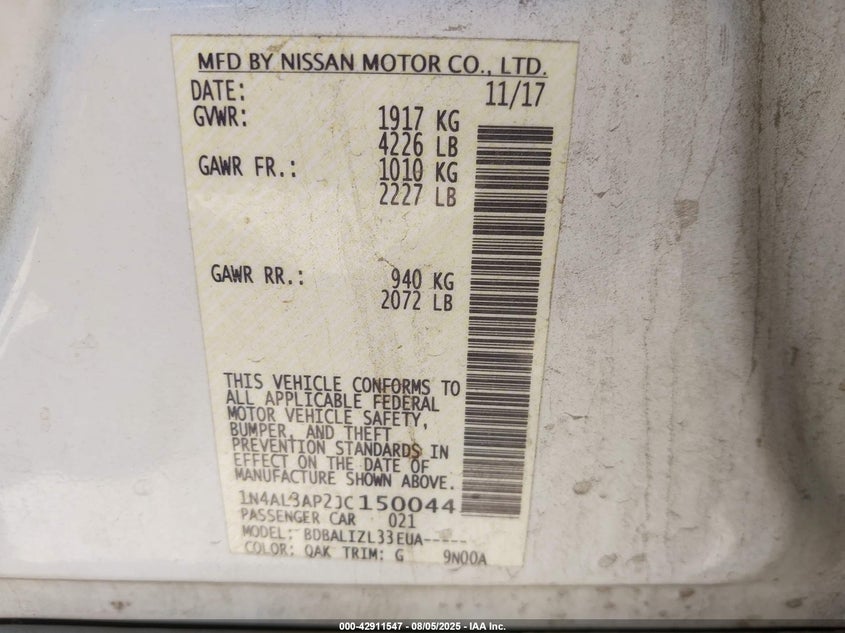 MFD BY NISSAN MOTOR CO., LTD.
DATE: 11/17
GVWR: 1917 KG
4226 LB
GAWR FR.: 1010 KG
2227 LB
GAWR RR.: 940 KG
2072 LB
THIS VEHICLE CONFORMS TO
ALL APPLICABLE FEDERAL
MOTOR VEHICLE SAFETY,
BUMPER, AND THEFT
PREVENTION STANDARDS IN
EFFECT ON THE DATE OF
MANUFACTURE SHOWN ABOVE.
1N4AL3AP2JC150044
PASSENGER CAR 021
MODEL: BDBALIZL33EUA-----
COLOR: QAK TRIM: G 9N00A
000-42911547 - 08/05/2025 - IAA Inc.